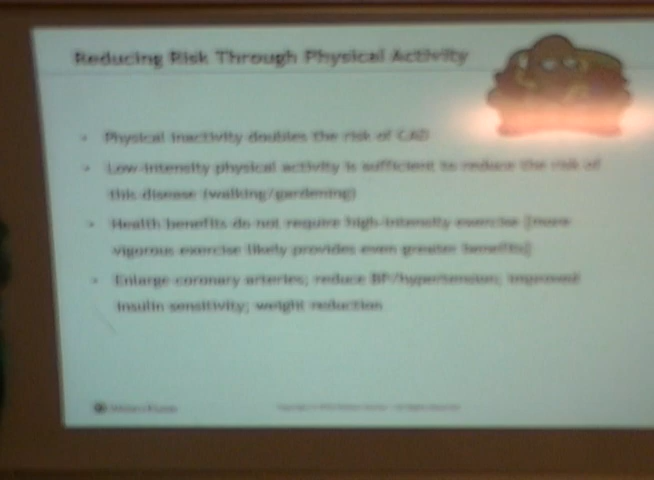 Reducing Risk Through Physical Activity
• Physical inactivity doubles the risk of CAD
• Low-intensity physical activity is sufficient to reduce the risk of
this disease (walking/gardening)
• Health benefits do not require high-intensity exercise [more
vigorous exercise likely provides even greater benefits]
• Enlarge coronary arteries; reduce BP/hypertension; improved
insulin sensitivity; weight reduction
Wolters Kluwer